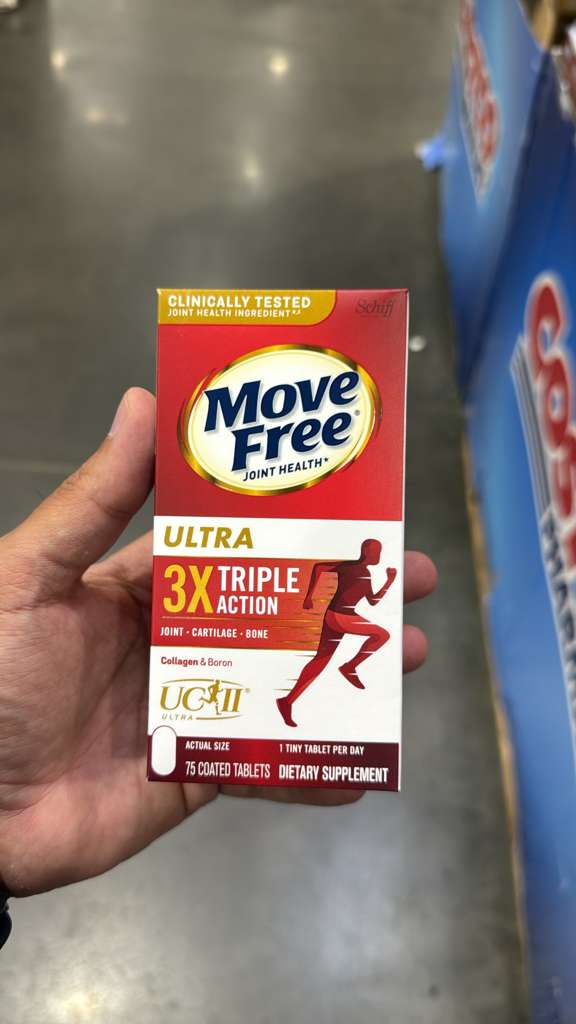 CLINICALLY TESTED
JOINT HEALTH INGREDIENT*
Schiff
Move
Free®
JOINT HEALTH*
ULTRA
3X TRIPLE
ACTION
JOINT • CARTILAGE • BONE
Collagen & Boron
UC II®
ULTRA
ACTUAL SIZE
1 TINY TABLET PER DAY
75 COATED TABLETS
DIETARY SUPPLEMENT